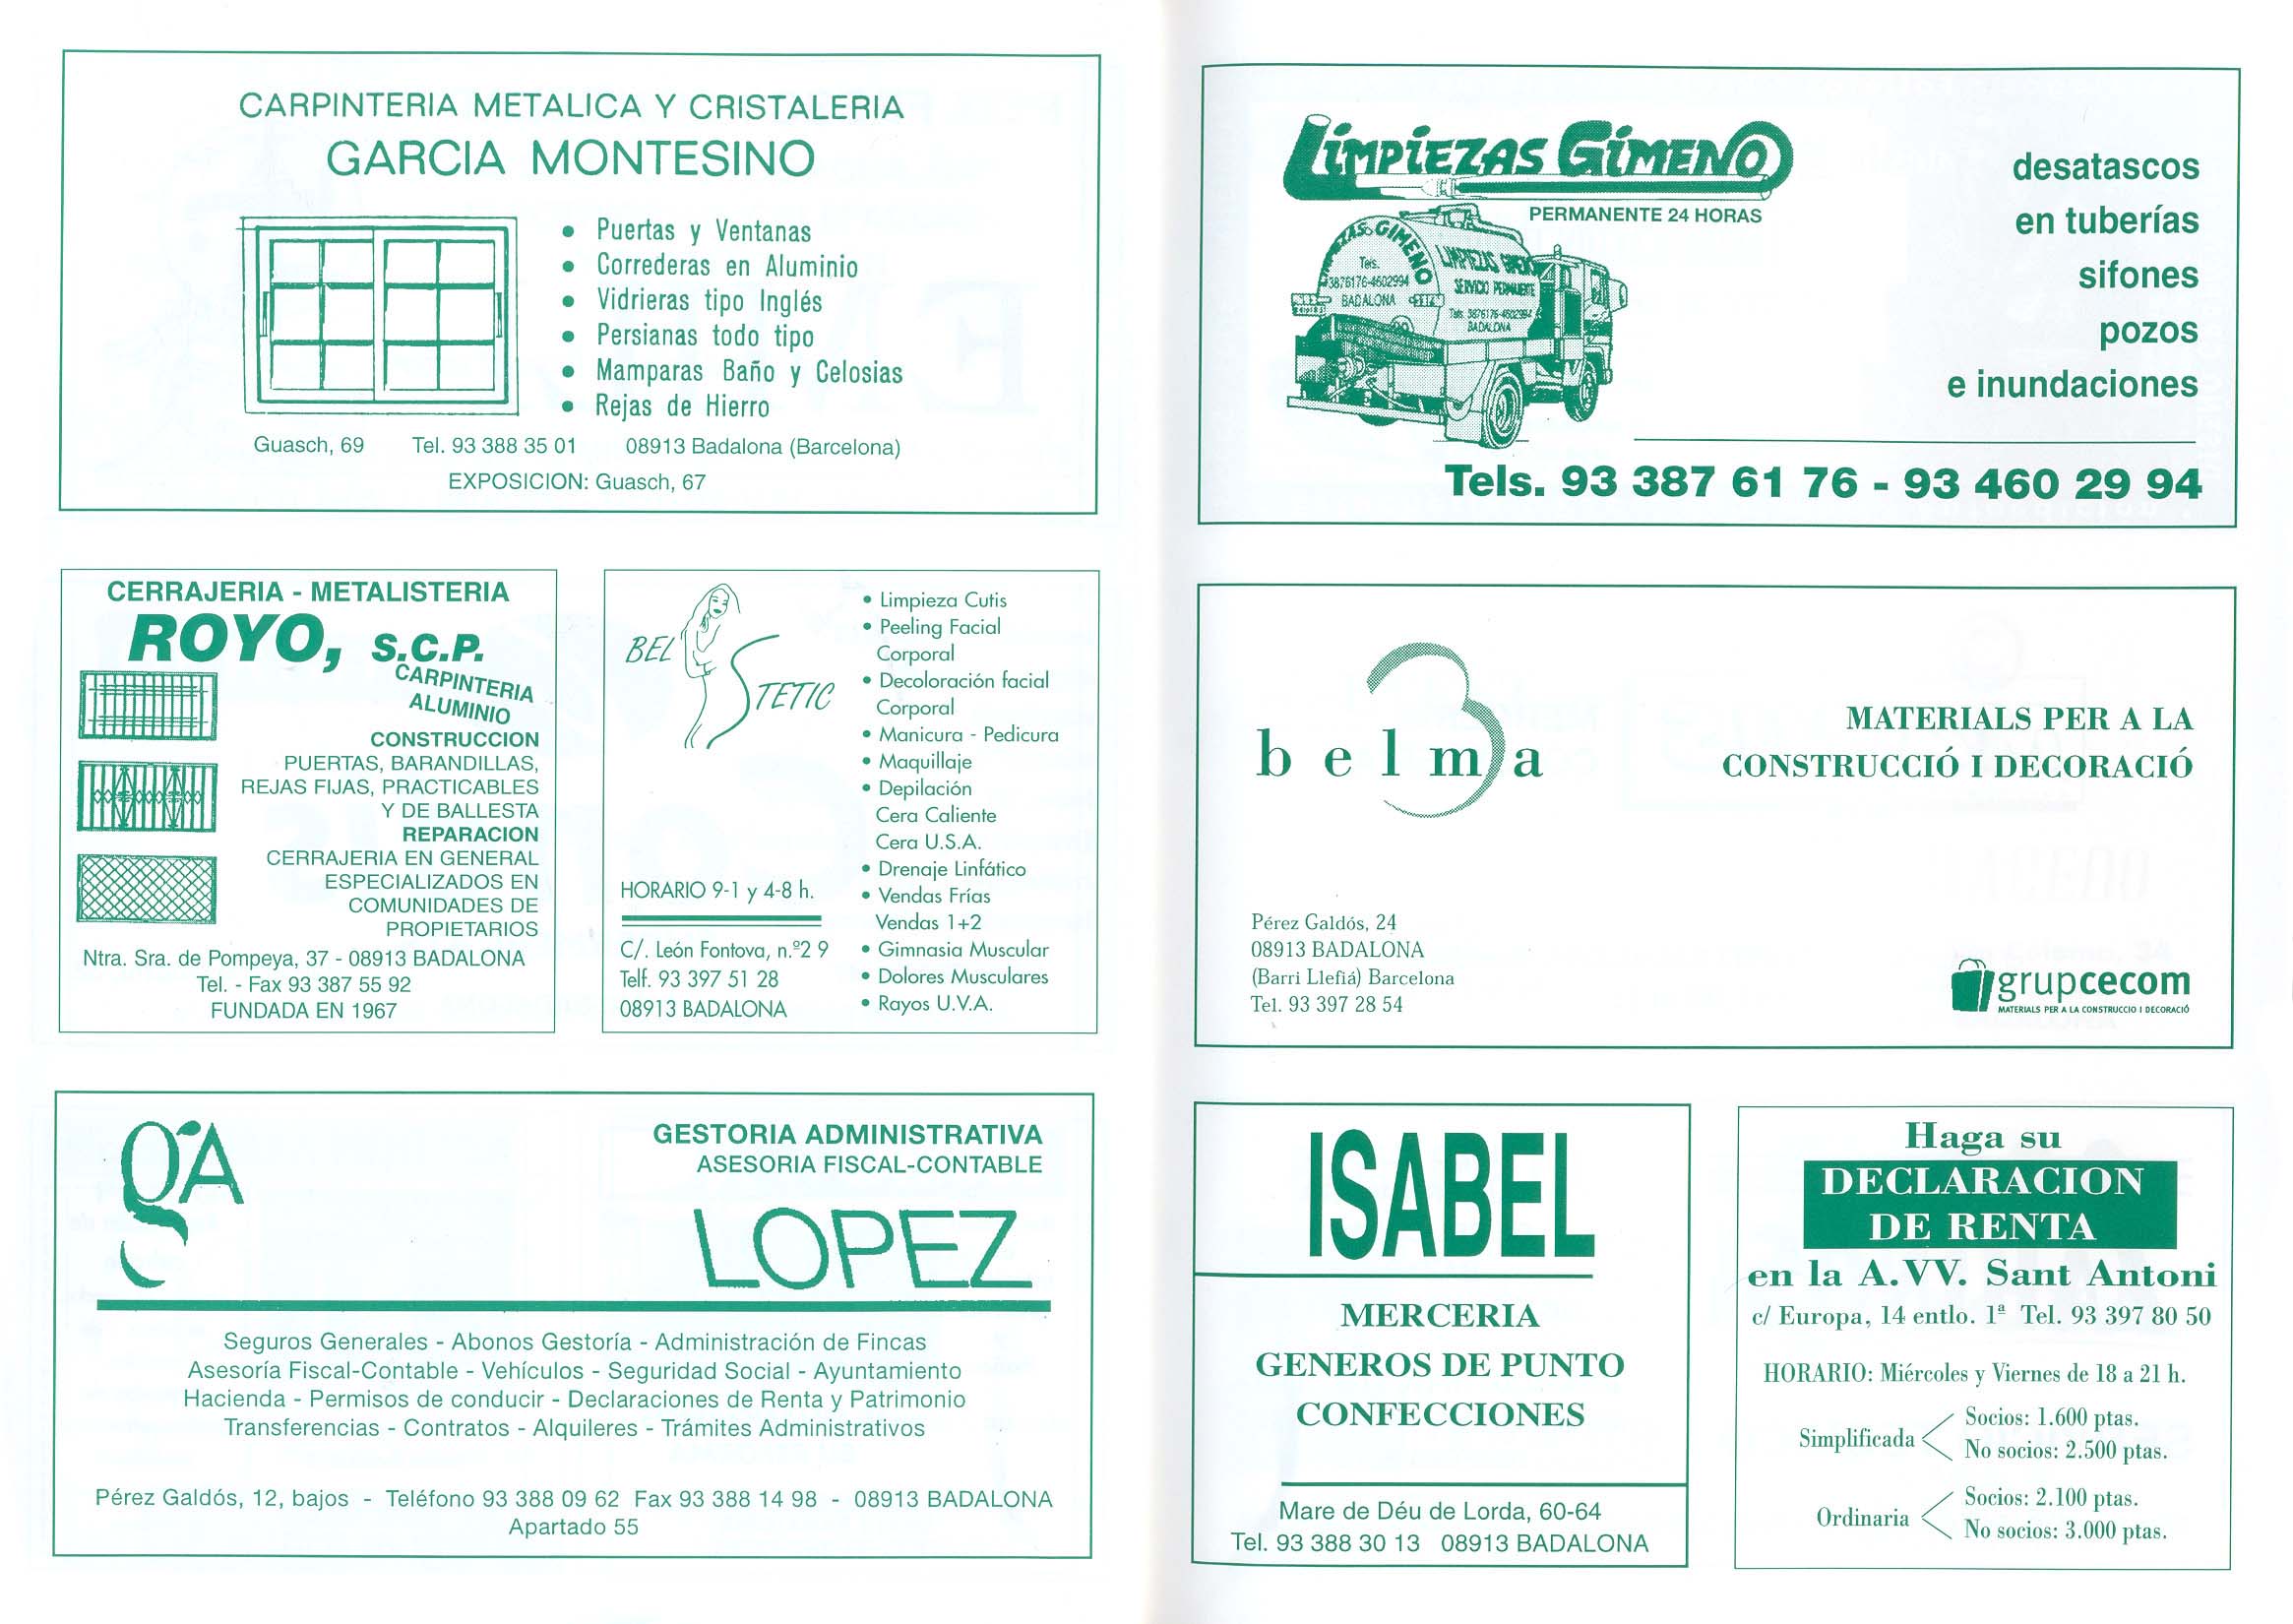 CARPINTERIA METALICA Y CRISTALERIA
GARCIA MONTESINO
• Puertas y Ventanas
• Correderas en Aluminio
• Vidrieras tipo Inglés
• Persianas todo tipo
• Mamparas Baño y Celosias
• Rejas de Hierro
Guasch, 69 Tel. 93 388 35 01 08913 Badalona (Barcelona)
EXPOSICION: Guasch, 67
CERRAJERIA - METALISTERIA
ROYO, S.C.P.
CARPINTERIA
ALUMINIO
CONSTRUCCION
PUERTAS, BARANDILLAS,
REJAS FIJAS, PRACTICABLES
Y DE BALLESTA
REPARACION
CERRAJERIA EN GENERAL
ESPECIALIZADOS EN
COMUNIDADES DE
PROPIETARIOS
Ntra. Sra. de Pompeya, 37 - 08913 BADALONA
Tel. - Fax 93 387 55 92
FUNDADA EN 1967
BEL STETIC
HORARIO 9-1 y 4-8 h.
C/. León Fontova, n.º2 9
Telf. 93 397 51 28
08913 BADALONA
• Limpieza Cutis
• Peeling Facial
Corporal
• Decoloración facial
Corporal
• Manicura - Pedicura
• Maquillaje
• Depilación
Cera Caliente
Cera U.S.A.
• Drenaje Linfático
• Vendas Frías
Vendas 1+2
• Gimnasia Muscular
• Dolores Musculares
• Rayos U.V.A.
gA
GESTORIA ADMINISTRATIVA
ASESORIA FISCAL-CONTABLE
LOPEZ
Seguros Generales - Abonos Gestoría - Administración de Fincas
Asesoría Fiscal-Contable - Vehículos - Seguridad Social - Ayuntamiento
Hacienda - Permisos de conducir - Declaraciones de Renta y Patrimonio
Transferencias - Contratos - Alquileres - Trámites Administrativos
Pérez Galdós, 12, bajos - Teléfono 93 388 09 62 Fax 93 388 14 98 - 08913 BADALONA
Apartado 55
LIMPIEZAS GIMENO
PERMANENTE 24 HORAS
GIMENO
Tels.
3876176-4602994
BADALONA
LIMPIEZAS GIMENO
SERVICIO PERMANENTE
Tels. 3876176-4602994
BADALONA
desatascos
en tuberías
sifones
pozos
e inundaciones
Tels. 93 387 61 76 - 93 460 29 94
belma
MATERIALS PER A LA
CONSTRUCCIÓ I DECORACIÓ
Pérez Galdós, 24
08913 BADALONA
(Barri Llefiá) Barcelona
Tel. 93 397 28 54
grupcecom
MATERIALS PER A LA CONSTRUCCIO I DECORACIÓ
ISABEL
MERCERIA
GENEROS DE PUNTO
CONFECCIONES
Mare de Déu de Lorda, 60-64
Tel. 93 388 30 13 08913 BADALONA
Haga su
DECLARACION
DE RENTA
en la A.VV. Sant Antoni
c/ Europa, 14 entlo. 1ª Tel. 93 397 80 50
HORARIO: Miércoles y Viernes de 18 a 21 h.
Simplificada
Socios: 1.600 ptas.
No socios: 2.500 ptas.
Ordinaria
Socios: 2.100 ptas.
No socios: 3.000 ptas.